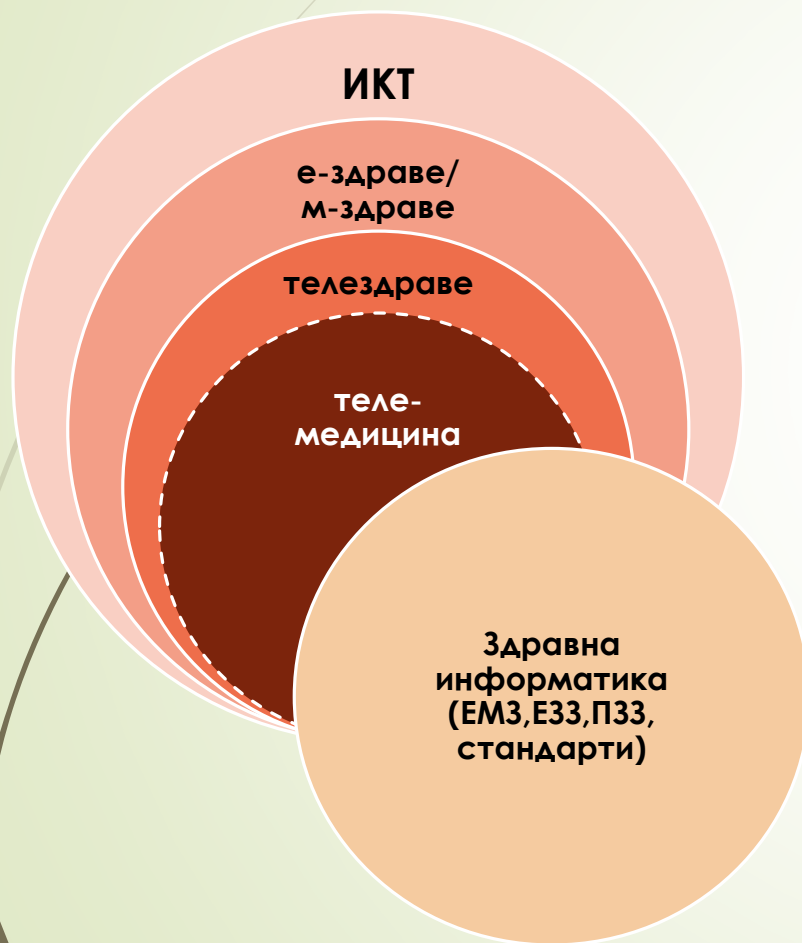 ИКТ
е-здраве/
м-здраве
телездраве
теле-
медицина
Здравна
информатика
(ЕМЗ,ЕЗЗ,ПЗЗ,
стандарти)